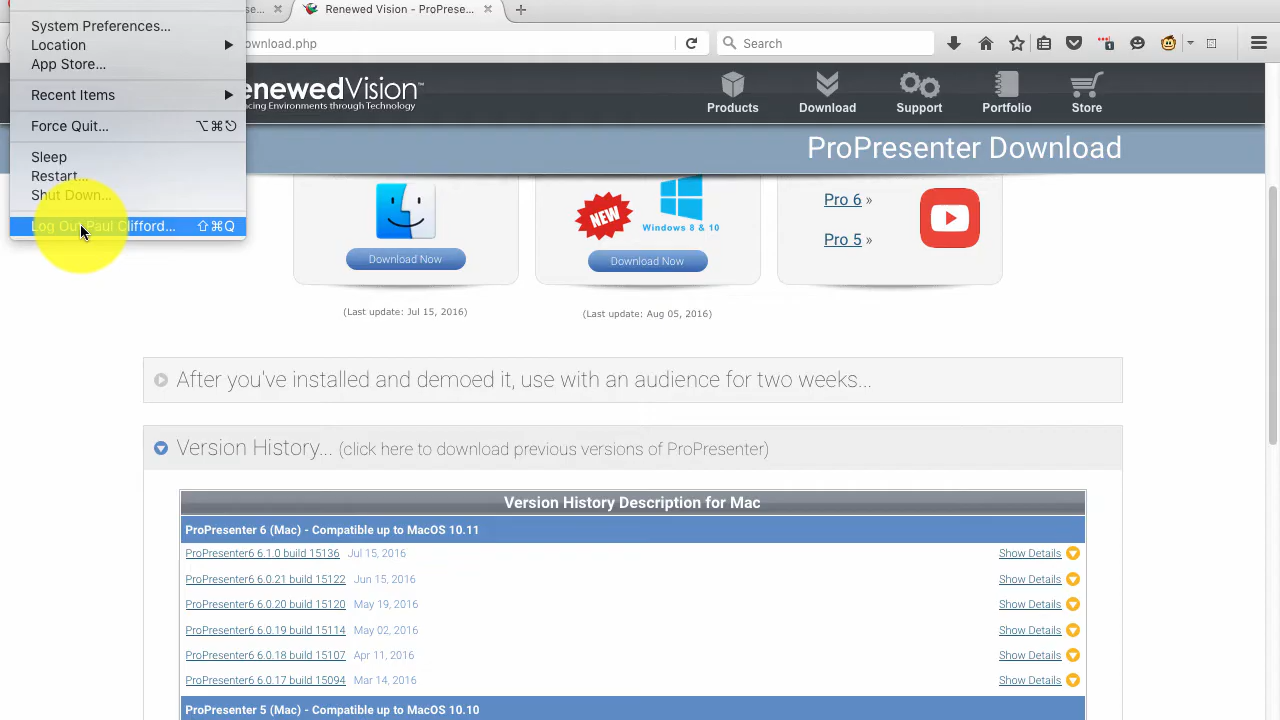 System Preferences...
Location
App Store...
Recent Items
Force Quit... ⌥⌘⎋
Sleep
Restart...
Shut Down...
Log Out Paul Clifford... ⇧⌘Q
Renewed Vision - ProPrese...
ownload.php
Search
enewedVision™
ncing Environments through Technology
Products
Download
Support
Portfolio
Store
ProPresenter Download
Download Now
(Last update: Jul 15, 2016)
NEW
Windows 8 & 10
Download Now
(Last update: Aug 05, 2016)
Pro 6 »
Pro 5 »
After you've installed and demoed it, use with an audience for two weeks...
Version History... (click here to download previous versions of ProPresenter)
Version History Description for Mac
ProPresenter 6 (Mac) - Compatible up to MacOS 10.11
ProPresenter6 6.1.0 build 15136 Jul 15, 2016 Show Details
ProPresenter6 6.0.21 build 15122 Jun 15, 2016 Show Details
ProPresenter6 6.0.20 build 15120 May 19, 2016 Show Details
ProPresenter6 6.0.19 build 15114 May 02, 2016 Show Details
ProPresenter6 6.0.18 build 15107 Apr 11, 2016 Show Details
ProPresenter6 6.0.17 build 15094 Mar 14, 2016 Show Details
ProPresenter 5 (Mac) - Compatible up to MacOS 10.10